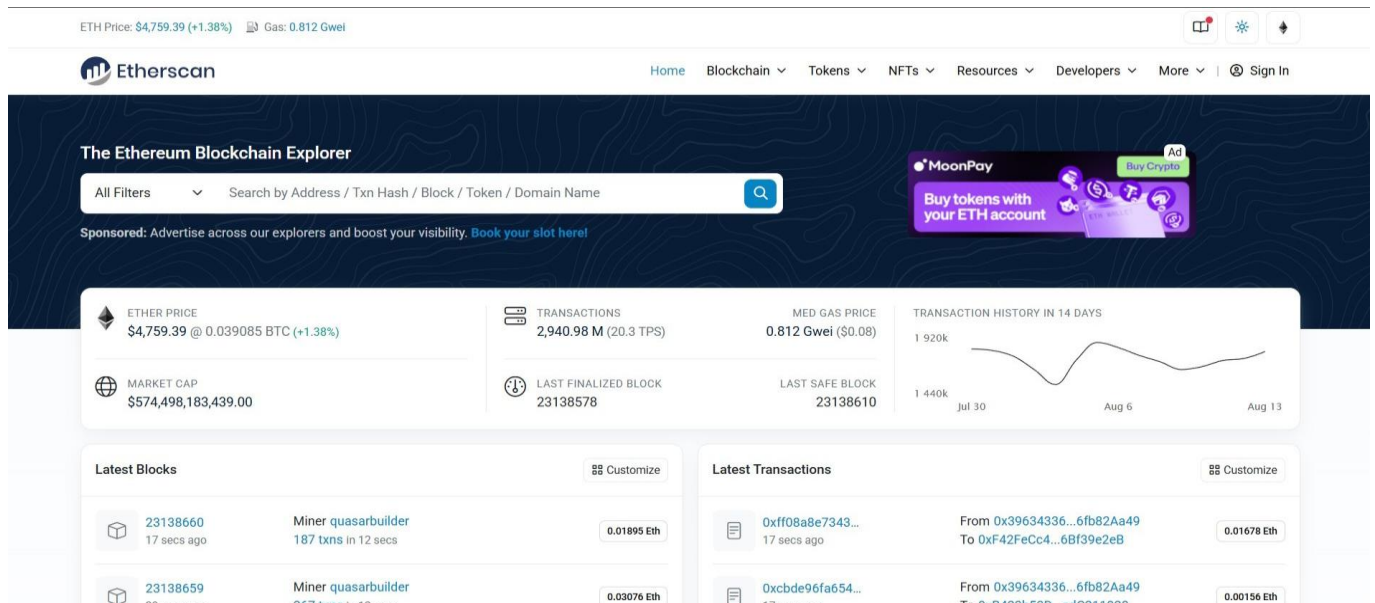 ETH Price: $4,759.39 (+1.38%) Gas: 0.812 Gwei
Etherscan
Home Blockchain Tokens NFTs Resources Developers More | Sign In
The Ethereum Blockchain Explorer
All Filters Search by Address / Txn Hash / Block / Token / Domain Name
Sponsored: Advertise across our explorers and boost your visibility. Book your slot here!
Ad
MoonPay
Buy Crypto
Buy tokens with
your ETH account
ETHER PRICE
$4,759.39 @ 0.039085 BTC (+1.38%)
MARKET CAP
$574,498,183,439.00
TRANSACTIONS
2,940.98 M (20.3 TPS)
MED GAS PRICE
0.812 Gwei ($0.08)
LAST FINALIZED BLOCK
23138578
LAST SAFE BLOCK
23138610
TRANSACTION HISTORY IN 14 DAYS
1 920k
1 440k
Jul 30 Aug 6 Aug 13
Latest Blocks
Customize
23138660
17 secs ago
Miner quasarbuilder
187 txns in 12 secs
0.01895 Eth
23138659
Miner quasarbuilder
0.03076 Eth
Latest Transactions
Customize
0xff08a8e7343...
17 secs ago
From 0x39634336...6fb82Aa49
To 0xF42FeCc4...6Bf39e2eB
0.01678 Eth
0xcbde96fa654...
From 0x39634336...6fb82Aa49
0.00156 Eth